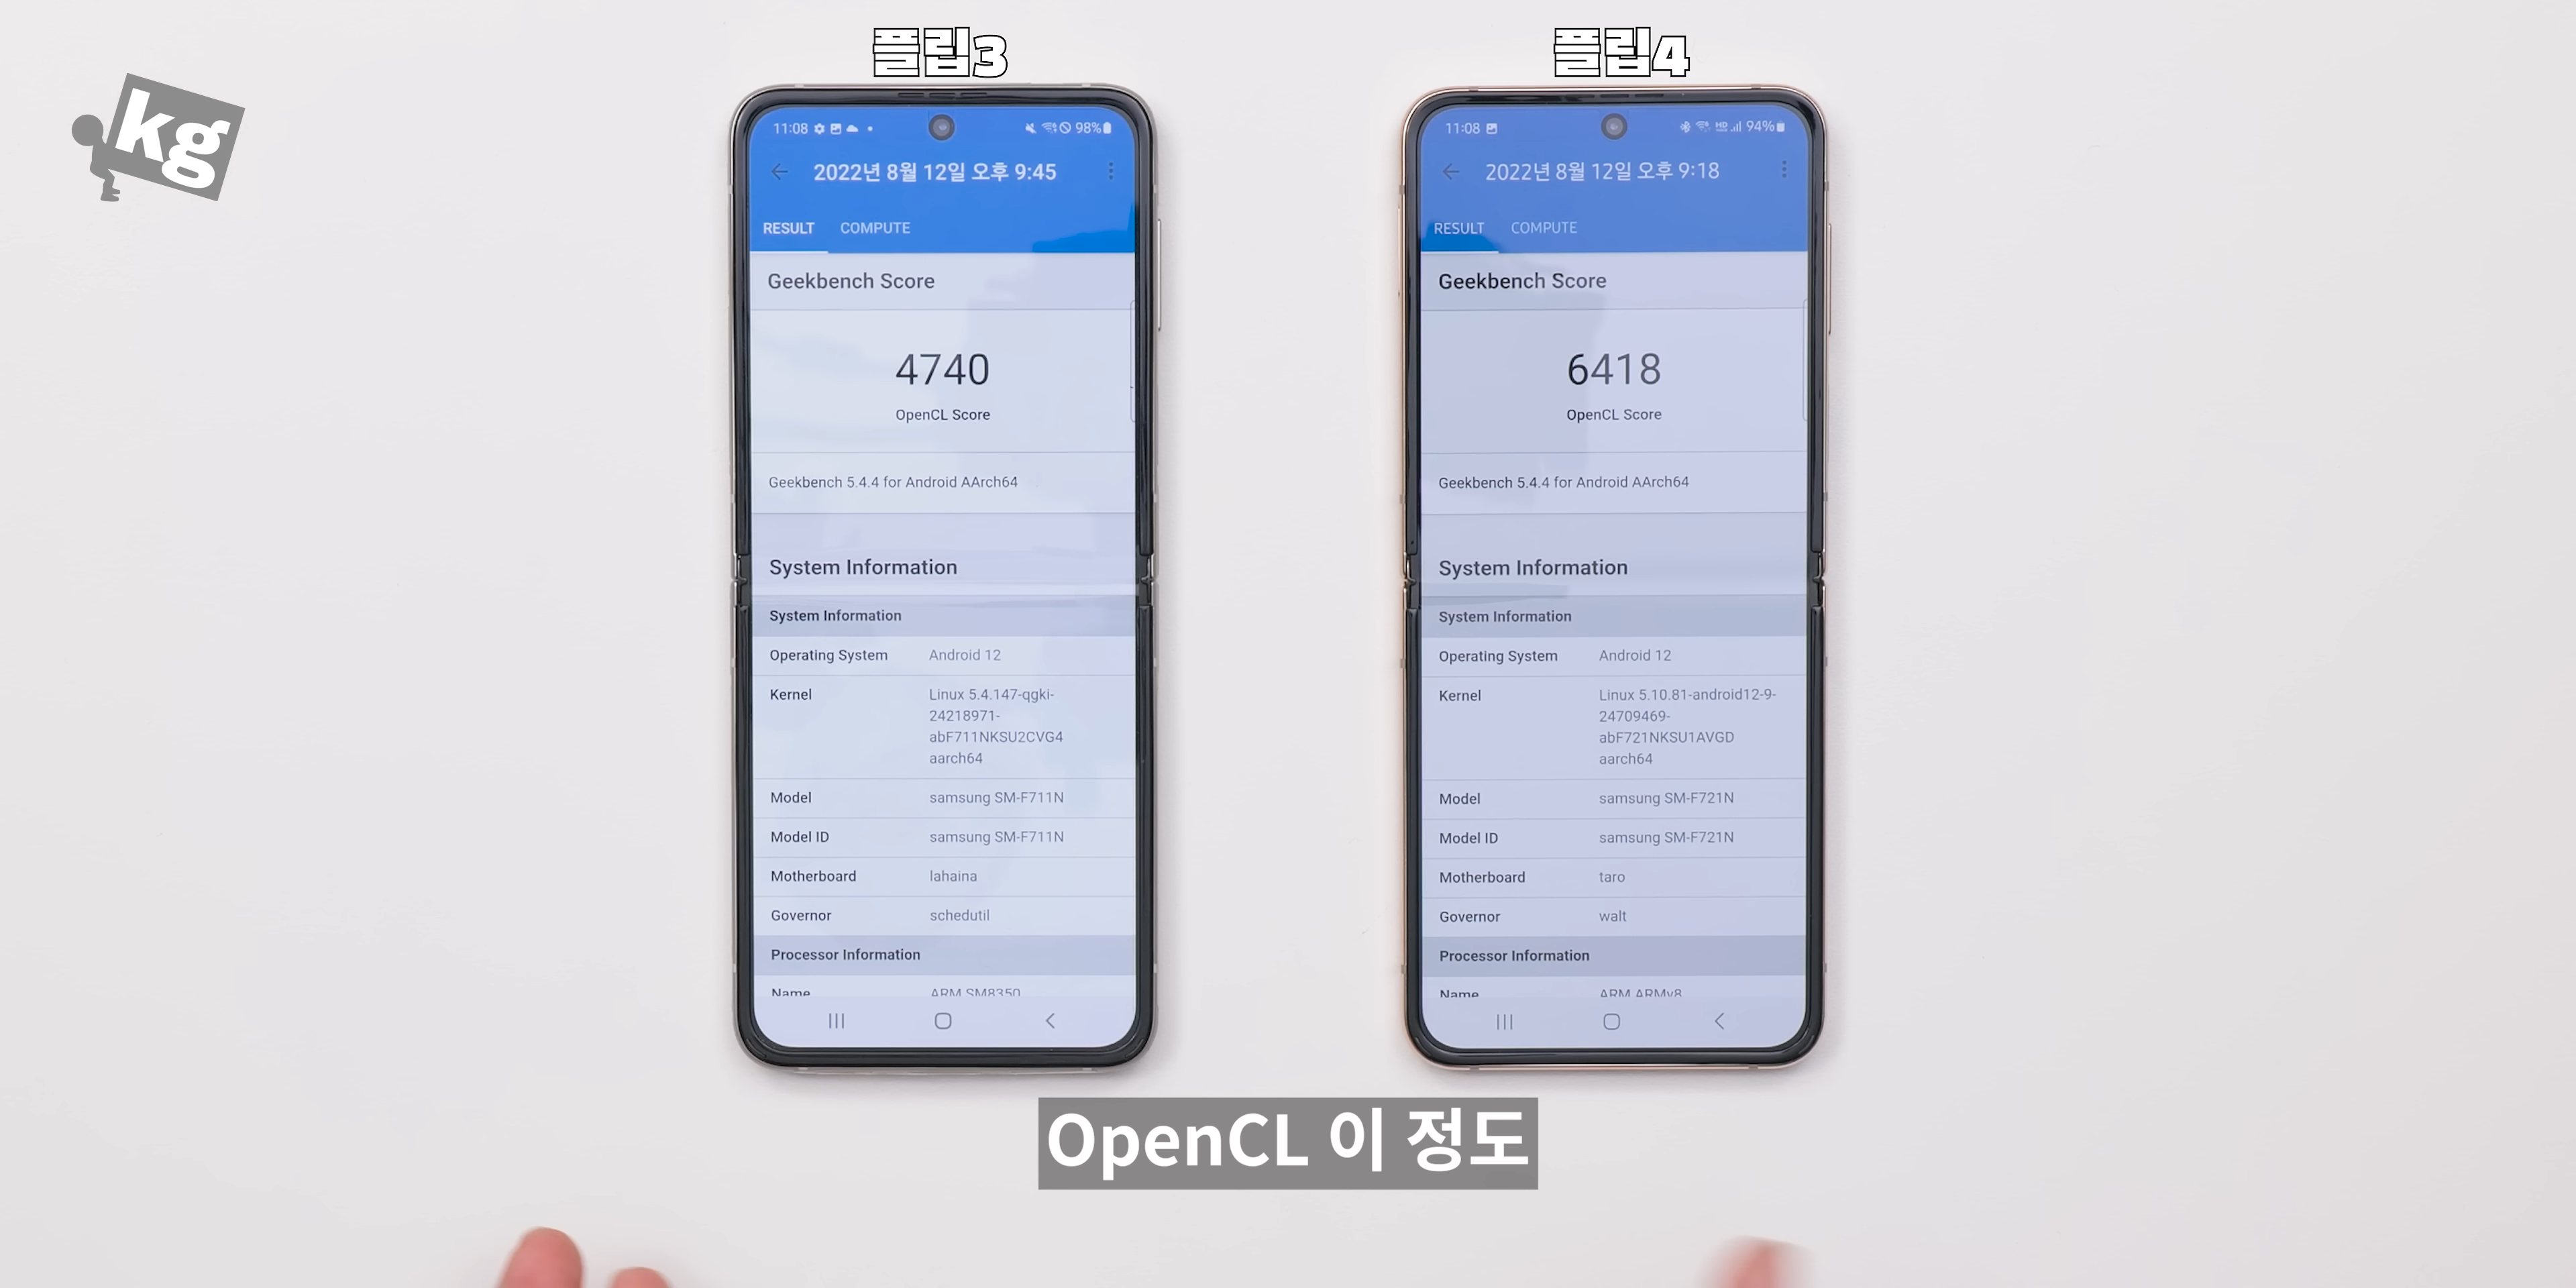 kg
플립3
11:08
98%
2022년 8월 12일 오후 9:45
RESULT COMPUTE
Geekbench Score
4740
OpenCL Score
Geekbench 5.4.4 for Android AArch64
System Information
System Information
Operating System Android 12
Kernel Linux 5.4.147-qgki-
24218971-
abF711NKSU2CVG4
aarch64
Model samsung SM-F711N
Model ID samsung SM-F711N
Motherboard lahaina
Governor schedutil
Processor Information
Name ARM SM8350
플립4
11:08
94%
2022년 8월 12일 오후 9:18
RESULT COMPUTE
Geekbench Score
6418
OpenCL Score
Geekbench 5.4.4 for Android AArch64
System Information
System Information
Operating System Android 12
Kernel Linux 5.10.81-android12-9-
24709469-
abF721NKSU1AVGD
aarch64
Model samsung SM-F721N
Model ID samsung SM-F721N
Motherboard taro
Governor walt
Processor Information
Name ARM ARMv8
OpenCL 이 정도